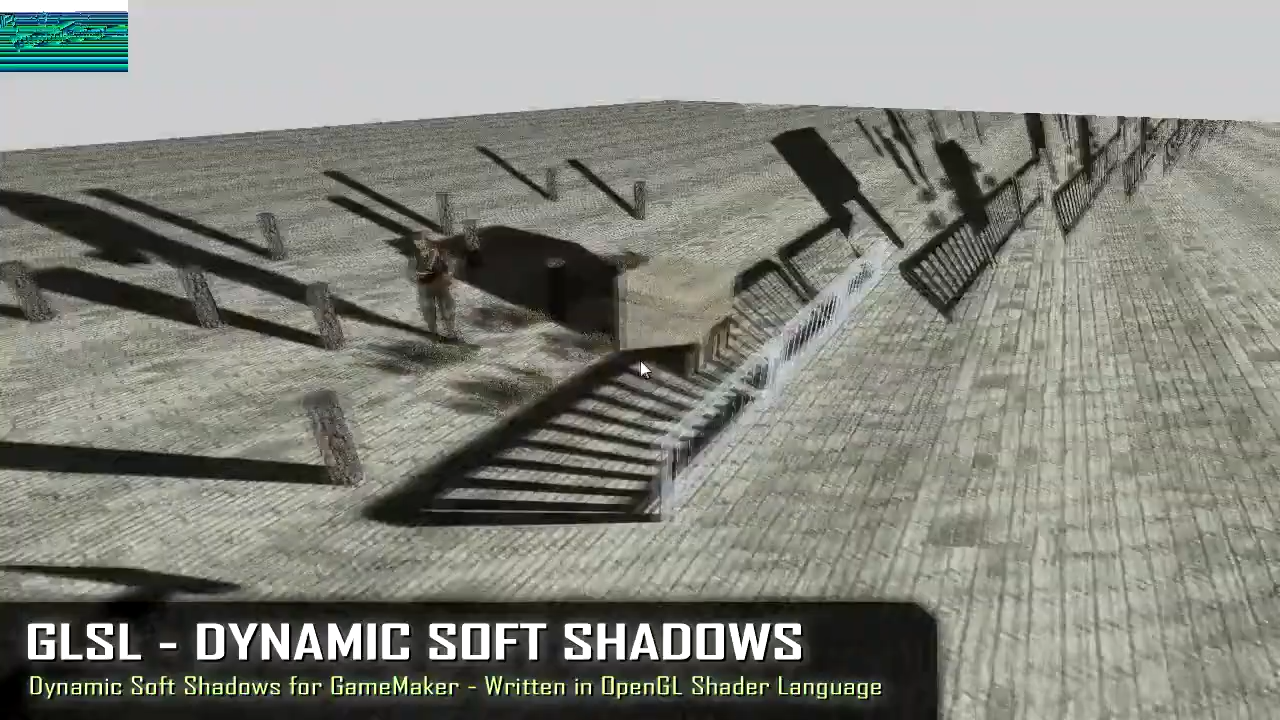 GLSL - DYNAMIC SOFT SHADOWS
Dynamic Soft Shadows for GameMaker - Written in OpenGL Shader Language